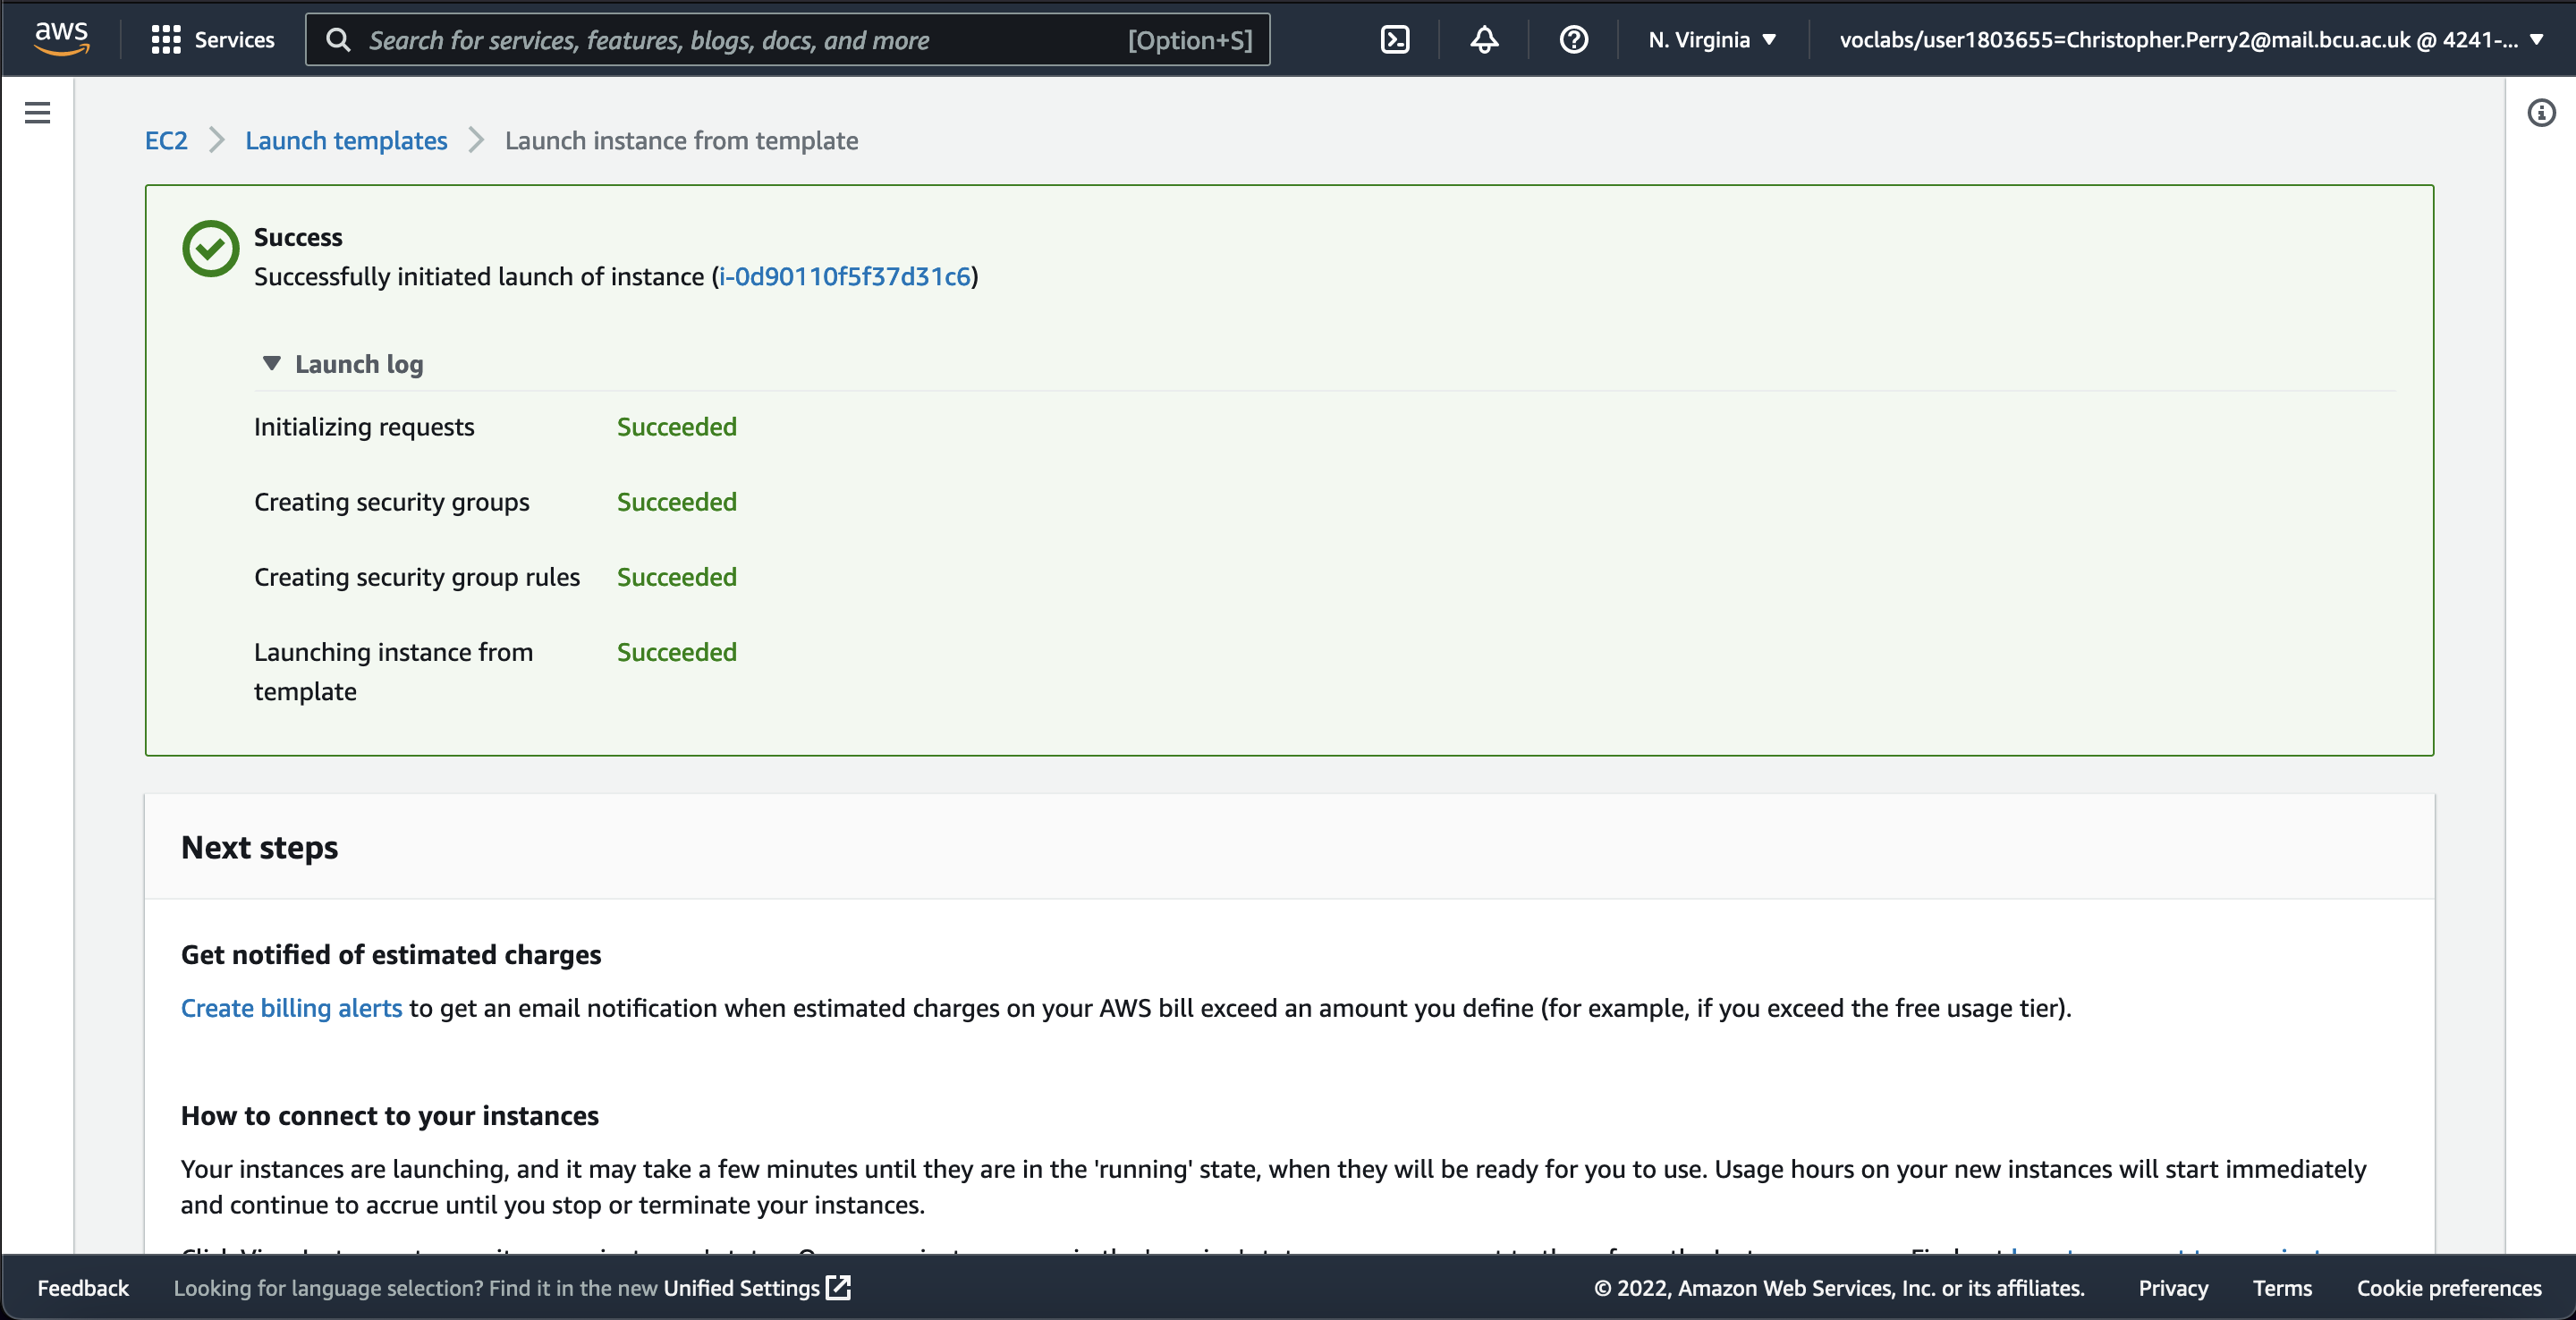 aws
Services
Search for services, features, blogs, docs, and more
[Option+S]
N. Virginia
voclabs/user1803655=Christopher.Perry2@mail.bcu.ac.uk @ 4241-...
EC2
Launch templates
Launch instance from template
Success
Successfully initiated launch of instance (i-0d90110f5f37d31c6)
Launch log
Initializing requests Succeeded
Creating security groups Succeeded
Creating security group rules Succeeded
Launching instance from Succeeded
template
Next steps
Get notified of estimated charges
Create billing alerts to get an email notification when estimated charges on your AWS bill exceed an amount you define (for example, if you exceed the free usage tier).
How to connect to your instances
Your instances are launching, and it may take a few minutes until they are in the 'running' state, when they will be ready for you to use. Usage hours on your new instances will start immediately
and continue to accrue until you stop or terminate your instances.
Feedback
Looking for language selection? Find it in the new Unified Settings
© 2022, Amazon Web Services, Inc. or its affiliates.
Privacy
Terms
Cookie preferences